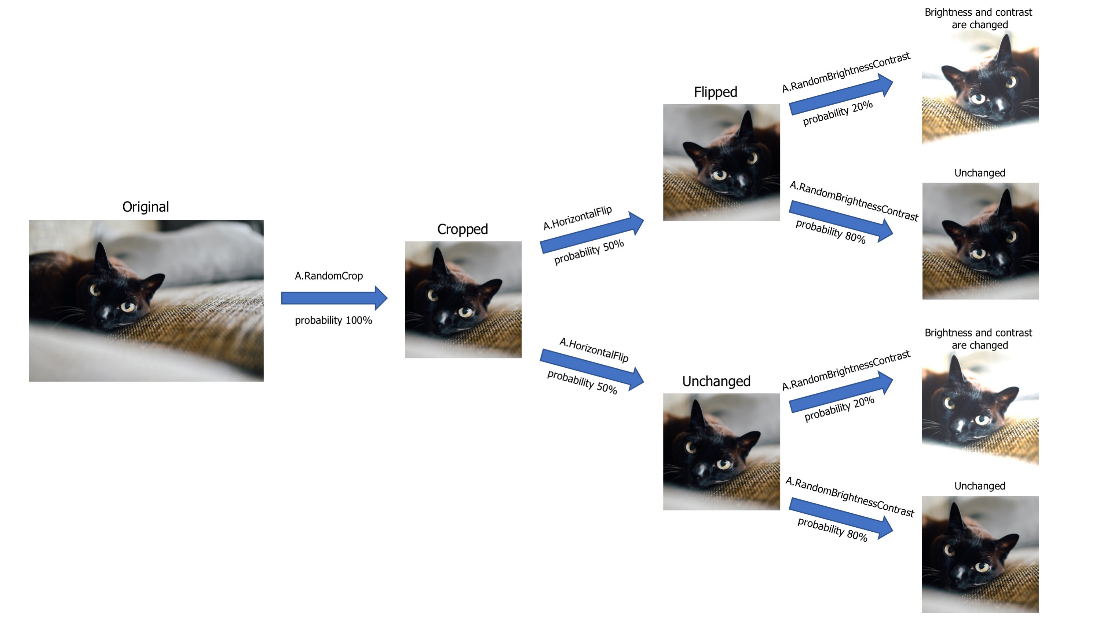 Original
A.RandomCrop
probability 100%
Cropped
A.HorizontalFlip
probability 50%
Flipped
A.RandomBrightnessContrast
probability 20%
Brightness and contrast
are changed
A.RandomBrightnessContrast
probability 80%
Unchanged
A.HorizontalFlip
probability 50%
Unchanged
A.RandomBrightnessContrast
probability 20%
Brightness and contrast
are changed
A.RandomBrightnessContrast
probability 80%
Unchanged